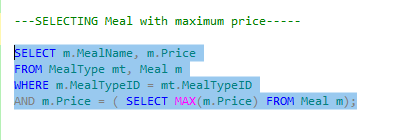 ---SELECTING Meal with maximum price-----
SELECT m.MealName, m.Price
FROM MealType mt, Meal m
WHERE m.MealTypeID = mt.MealTypeID
AND m.Price = ( SELECT MAX(m.Price) FROM Meal m);